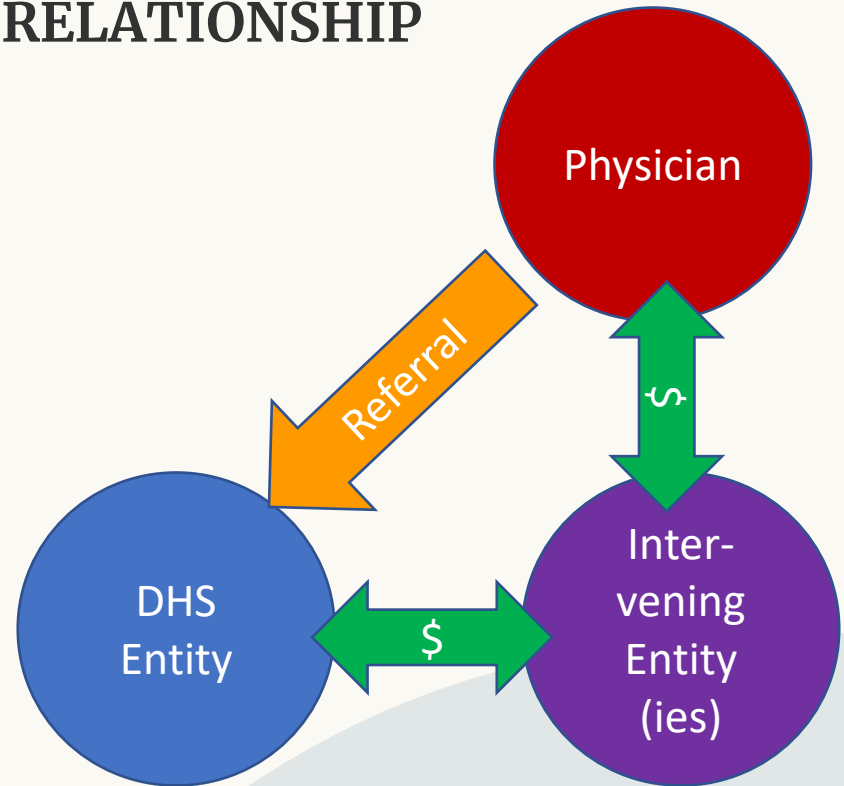 RELATIONSHIP
Physician
Referral
$
DHS
Entity
$
Inter-
vening
Entity
(ies)